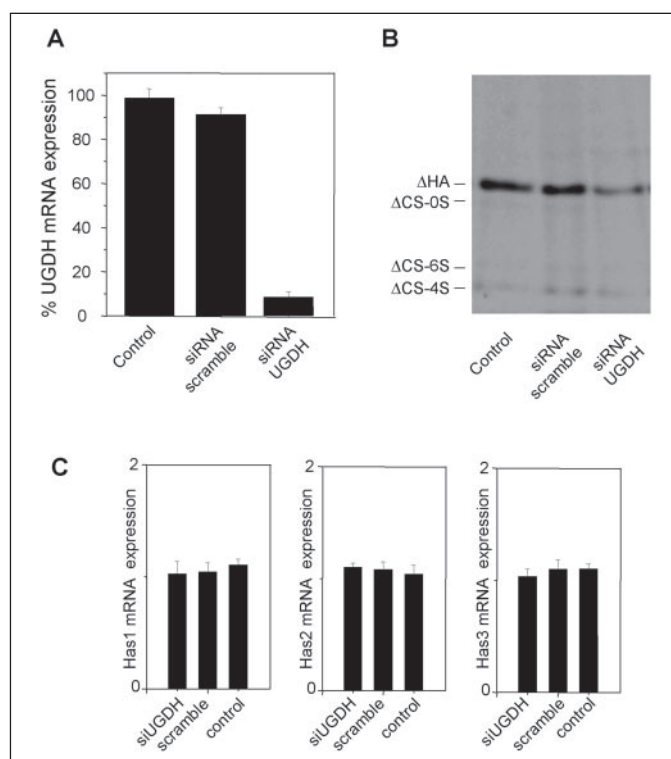 A
% UGDH mRNA expression
100
80
60
40
20
0
Control
siRNA
scramble
siRNA
UGDH
B
ΔHA
ΔCS-0S
ΔCS-6S
ΔCS-4S
Control
siRNA
scramble
siRNA
UGDH
C
Has1 mRNA expression
2
0
siUGDH
scramble
control
Has2 mRNA expression
2
0
siUGDH
scramble
control
Has3 mRNA expression
2
0
siUGDH
scramble
control